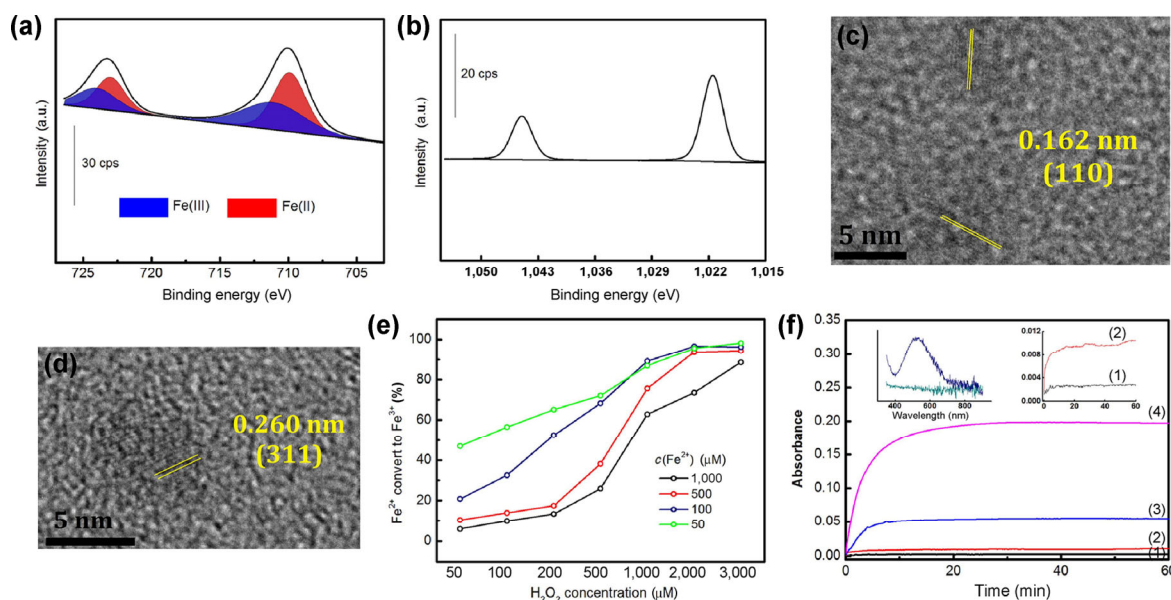 (a)
Intensity (a.u.)
30 cps
Fe(III)
Fe(II)
725 720 715 710 705
Binding energy (eV)
(b)
Intensity (a.u.)
20 cps
1,050 1,043 1,036 1,029 1,022 1,015
Binding energy (eV)
(c)
0.162 nm
(110)
5 nm
(d)
0.260 nm
(311)
5 nm
(e)
Fe²⁺ convert to Fe³⁺ (%)
100
80
60
40
20
0
c(Fe²⁺) (μM)
1,000
500
100
50
50 100 200 500 1,000 2,000 3,000
H₂O₂ concentration (μM)
(f)
Absorbance
0.35
0.30
0.25
0.20
0.15
0.10
0.05
0.00
400 600 800
Wavelength (nm)
0.012
0.008
0.004
0.000
(2)
(1)
0 20 40 60
(4)
(3)
(2)
(1)
0 20 40 60
Time (min)